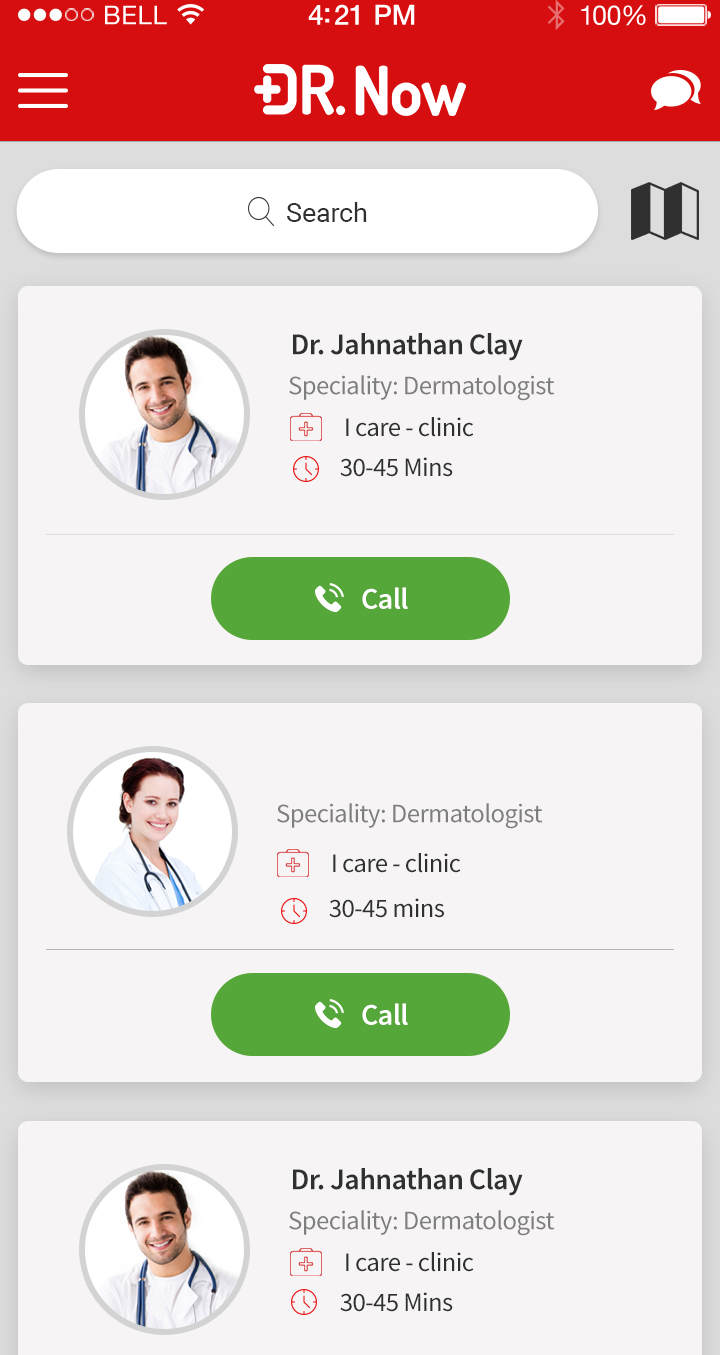 BELL 4:21 PM 100%
DR. Now
Search
Dr. Jahnathan Clay
Speciality: Dermatologist
I care - clinic
30-45 Mins
Call
Speciality: Dermatologist
I care - clinic
30-45 mins
Call
Dr. Jahnathan Clay
Speciality: Dermatologist
I care - clinic
30-45 Mins